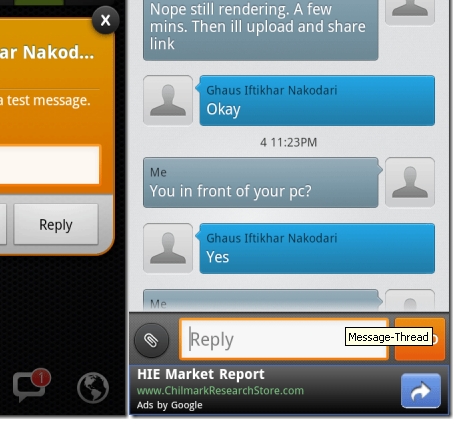 X
ar Nakod...
a test message.
Reply
1
Nope still rendering. A few
mins. Then ill upload and share
link
Ghaus Iftikhar Nakodari
Okay
4 11:23PM
Me
You in front of your pc?
Ghaus Iftikhar Nakodari
Yes
Me
Reply
Message-Thread
HIE Market Report
www.ChilmarkResearchStore.com
Ads by Google